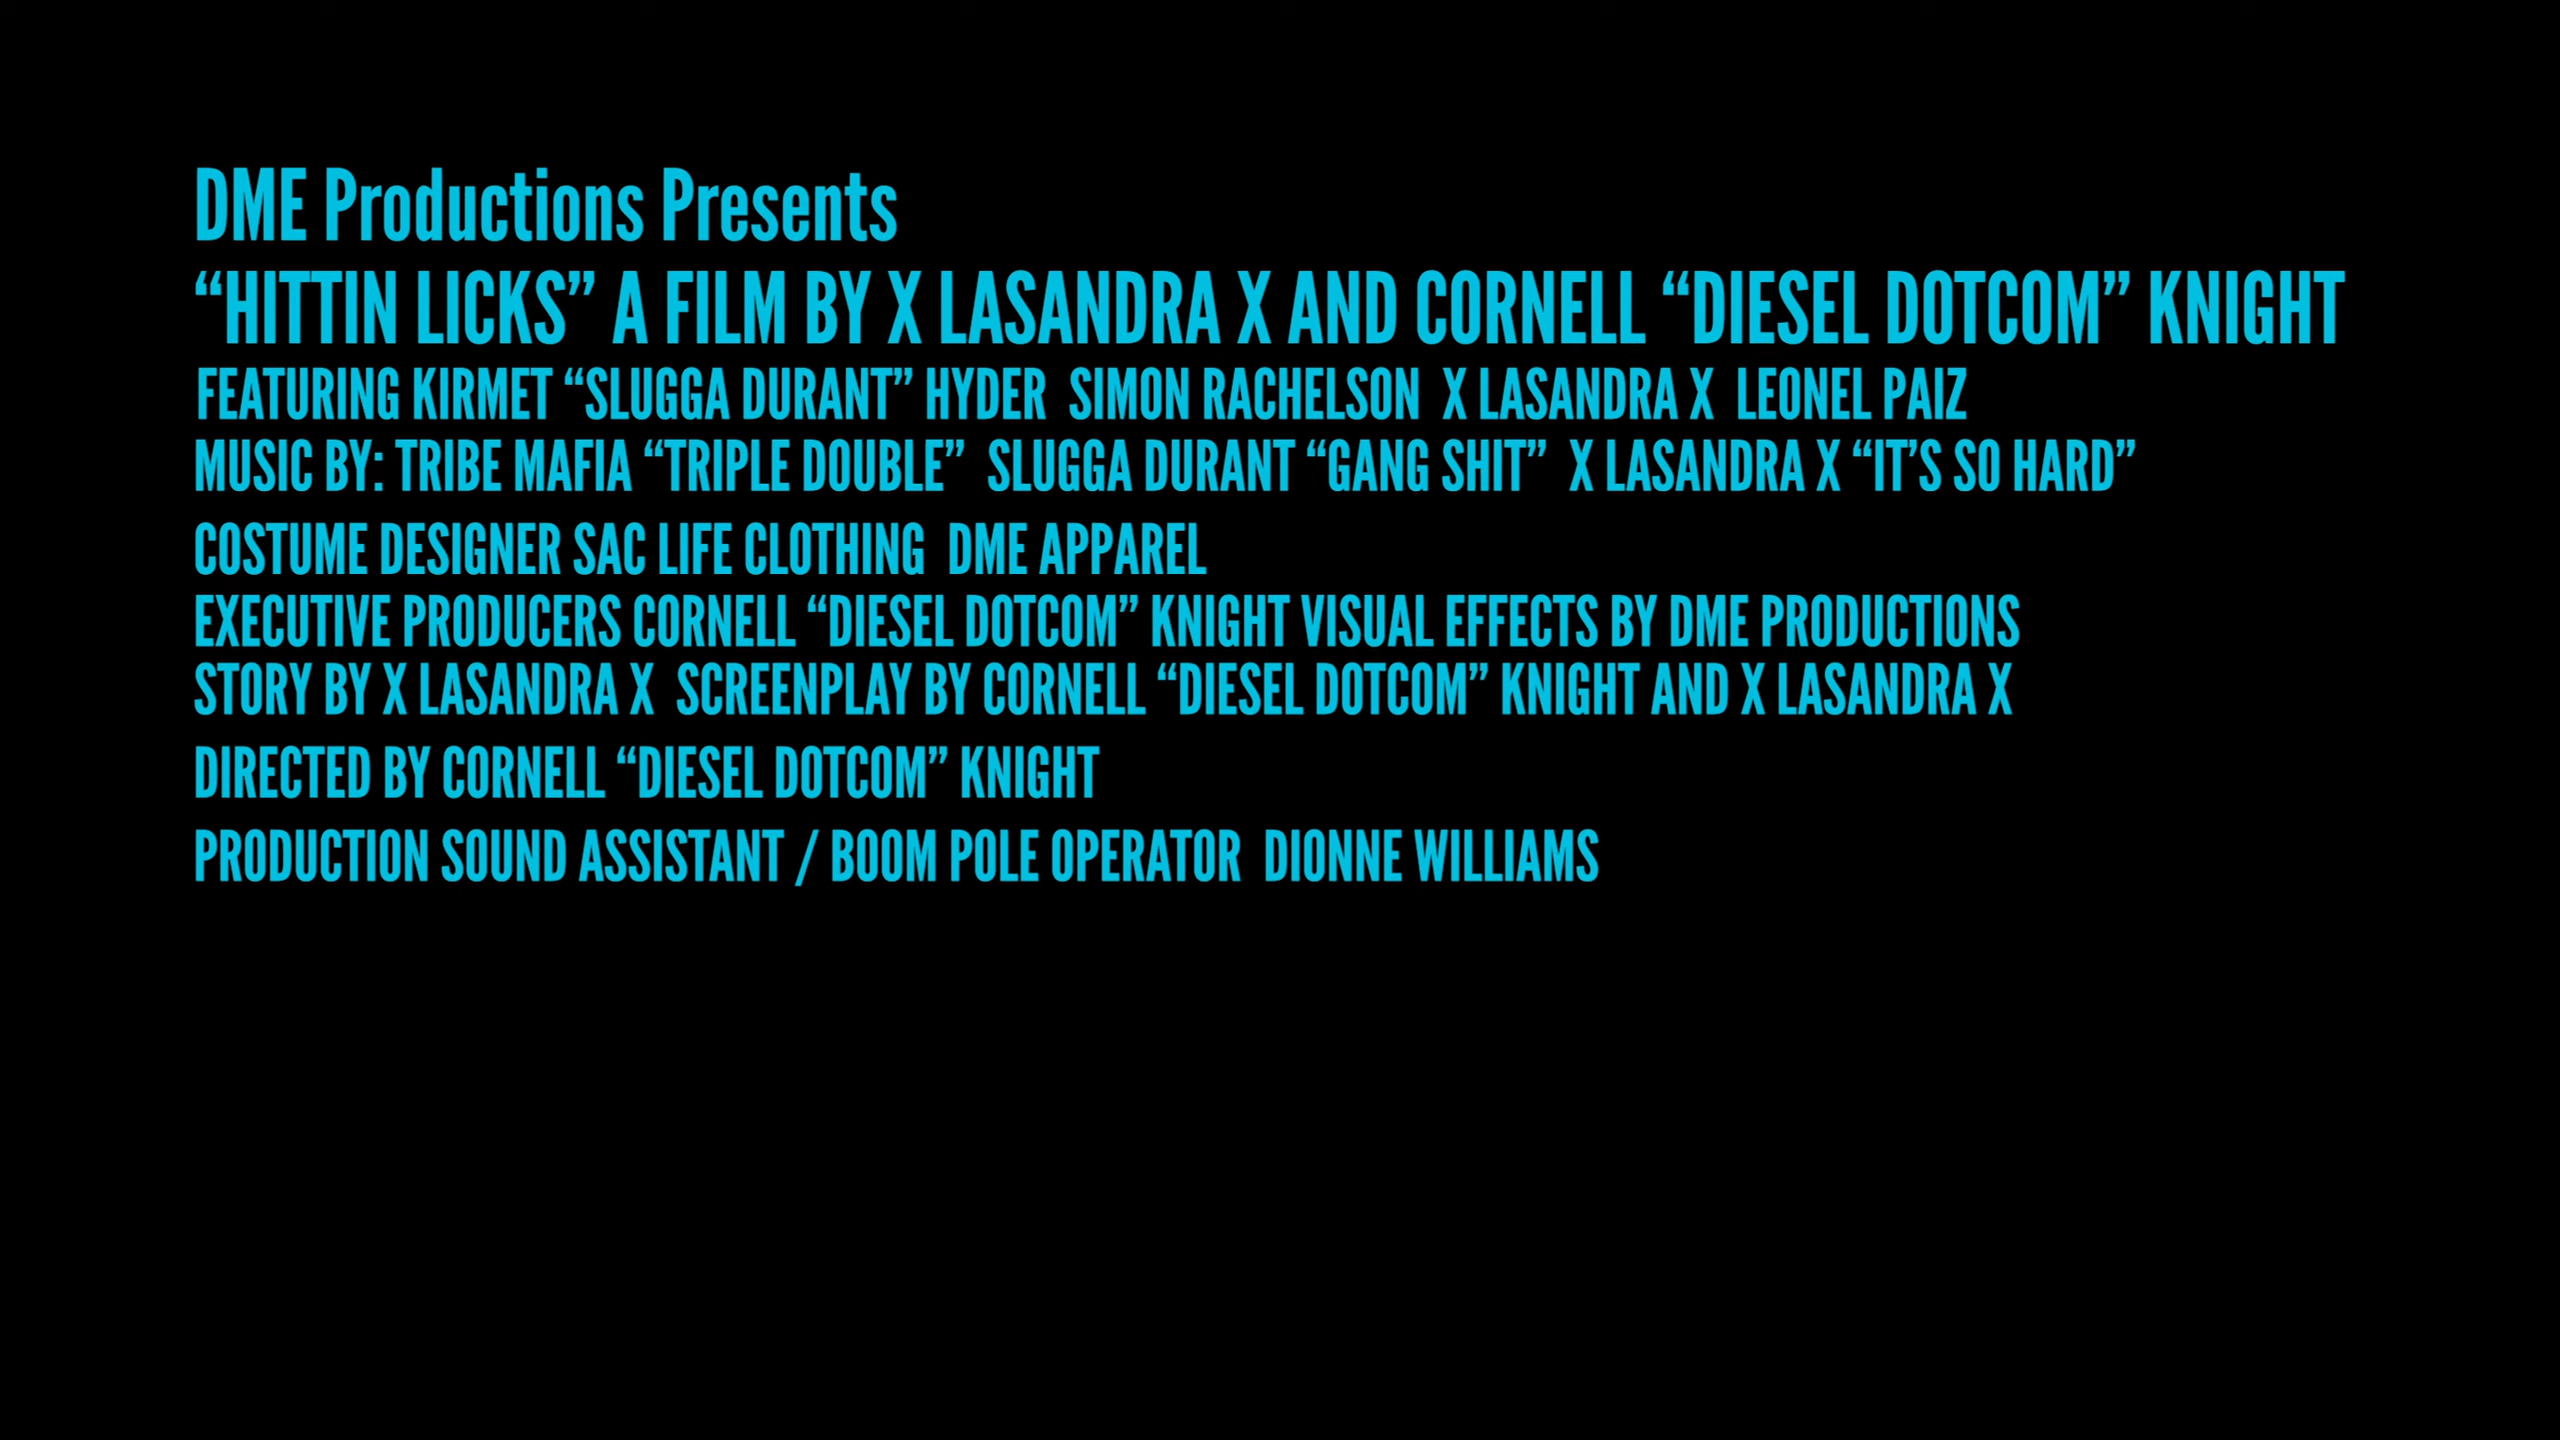 DME Productions Presents
“HITTIN LICKS” A FILM BY X LASANDRA X AND CORNELL “DIESEL DOTCOM” KNIGHT
FEATURING KIRMET “SLUGGA DURANT” HYDER  SIMON RACHELSON  X LASANDRA X  LEONEL PAIZ
MUSIC BY: TRIBE MAFIA “TRIPLE DOUBLE”  SLUGGA DURANT “GANG SHIT”  X LASANDRA X “IT’S SO HARD”
COSTUME DESIGNER SAC LIFE CLOTHING  DME APPAREL
EXECUTIVE PRODUCERS CORNELL “DIESEL DOTCOM” KNIGHT VISUAL EFFECTS BY DME PRODUCTIONS
STORY BY X LASANDRA X  SCREENPLAY BY CORNELL “DIESEL DOTCOM” KNIGHT AND X LASANDRA X
DIRECTED BY CORNELL “DIESEL DOTCOM” KNIGHT
PRODUCTION SOUND ASSISTANT / BOOM POLE OPERATOR  DIONNE WILLIAMS